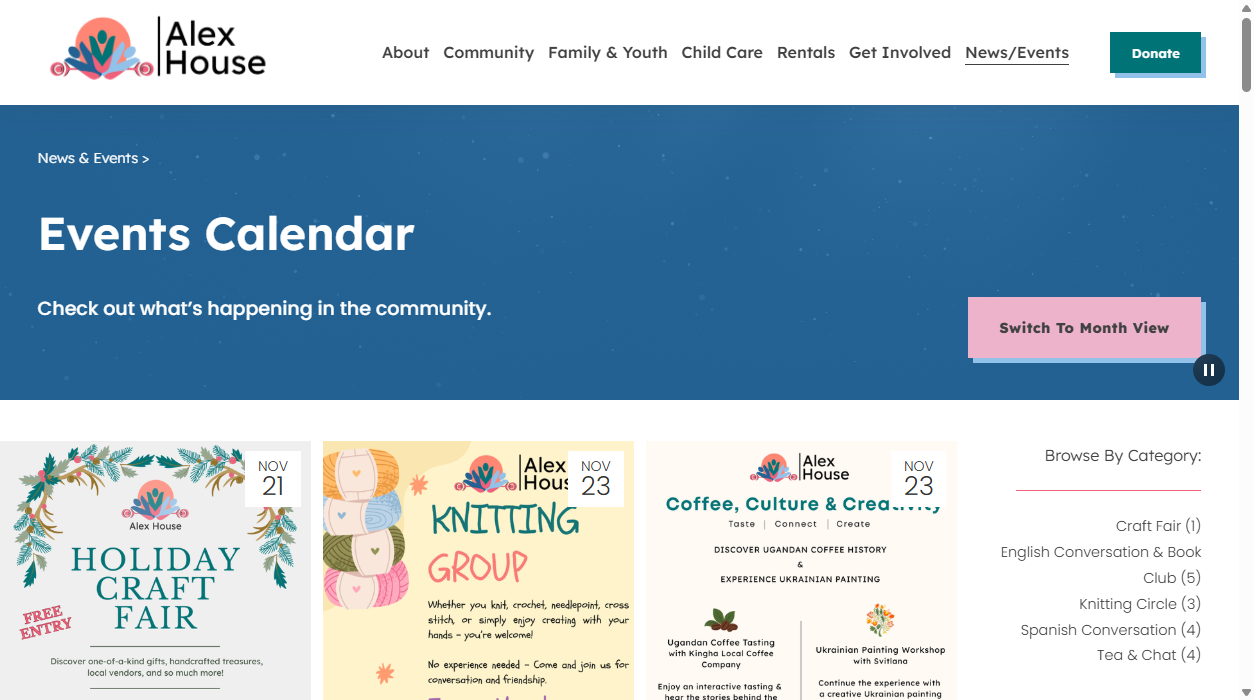 Alex
House
About Community Family & Youth Child Care Rentals Get Involved News/Events Donate
News & Events >
Events Calendar
Check out what's happening in the community.
Switch To Month View
NOV
21
Alex House
HOLIDAY
CRAFT
FAIR
FREE
ENTRY
Discover one-of-a-kind gifts, handcrafted treasures,
local vendors, and so much more!
NOV
23
Alex
Hous
KNITTING
GROUP
Whether you knit, crochet, needlepoint, cross
stitch, or simply enjoy creating with your
hands – you're welcome!
No experience needed – Come and join us for
conversation and friendship.
NOV
23
Alex
House
Coffee, Culture & Creativity
Taste | Connect | Create
DISCOVER UGANDAN COFFEE HISTORY
&
EXPERIENCE UKRAINIAN PAINTING
Ugandan Coffee Tasting
with Kingha Local Coffee
Company
Enjoy an interactive tasting &
hear the stories behind the
Ukrainian Painting Workshop
with Svitlana
Continue the experience with
a creative Ukrainian painting
Browse By Category:
Craft Fair (1)
English Conversation & Book
Club (5)
Knitting Circle (3)
Spanish Conversation (4)
Tea & Chat (4)